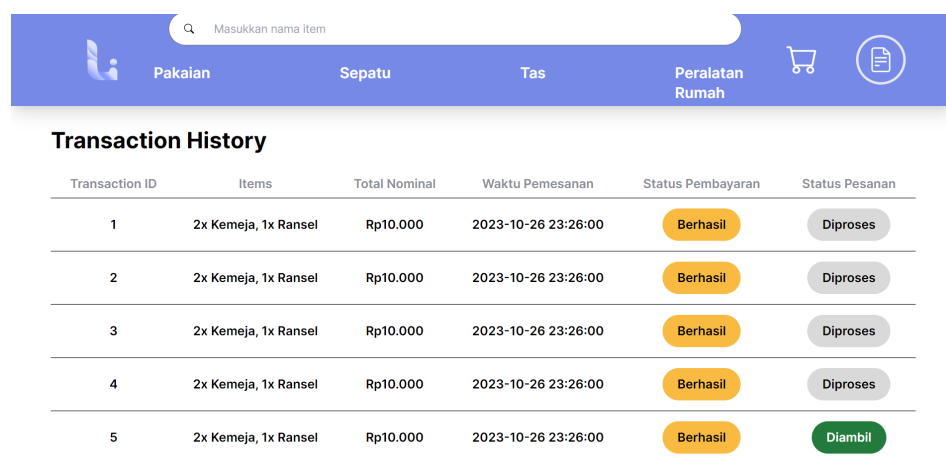 Masukkan nama item
Pakaian Sepatu Tas Peralatan Rumah
Transaction History
Transaction ID Items Total Nominal Waktu Pemesanan Status Pembayaran Status Pesanan
1 2x Kemeja, 1x Ransel Rp10.000 2023-10-26 23:26:00 Berhasil Diproses
2 2x Kemeja, 1x Ransel Rp10.000 2023-10-26 23:26:00 Berhasil Diproses
3 2x Kemeja, 1x Ransel Rp10.000 2023-10-26 23:26:00 Berhasil Diproses
4 2x Kemeja, 1x Ransel Rp10.000 2023-10-26 23:26:00 Berhasil Diproses
5 2x Kemeja, 1x Ransel Rp10.000 2023-10-26 23:26:00 Berhasil Diambil